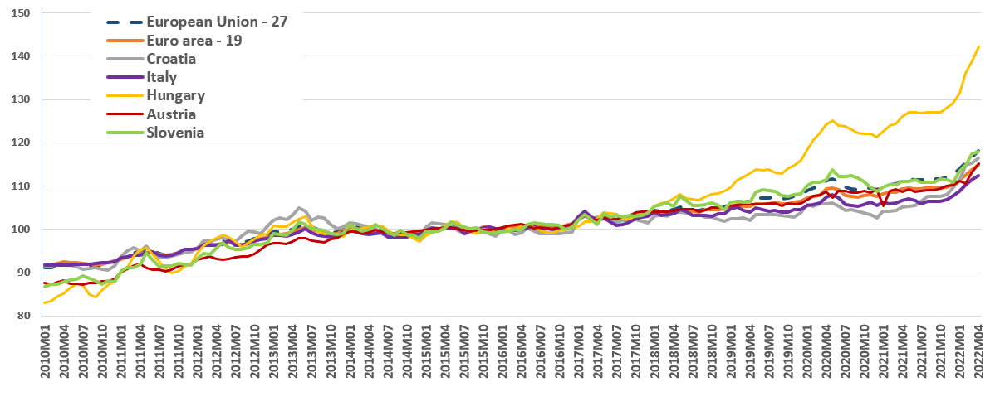 150
140
130
120
110
100
90
80
European Union - 27
Euro area - 19
Croatia
Italy
Hungary
Austria
Slovenia
2010M01
2010M04
2010M07
2010M10
2011M01
2011M04
2011M07
2011M10
2012M01
2012M04
2012M07
2012M10
2013M01
2013M04
2013M07
2013M10
2014M01
2014M04
2014M07
2014M10
2015M01
2015M04
2015M07
2015M10
2016M01
2016M04
2016M07
2016M10
2017M01
2017M04
2017M07
2017M10
2018M01
2018M04
2018M07
2018M10
2019M01
2019M04
2019M07
2019M10
2020M01
2020M04
2020M07
2020M10
2021M01
2021M04
2021M07
2021M10
2022M01
2022M04